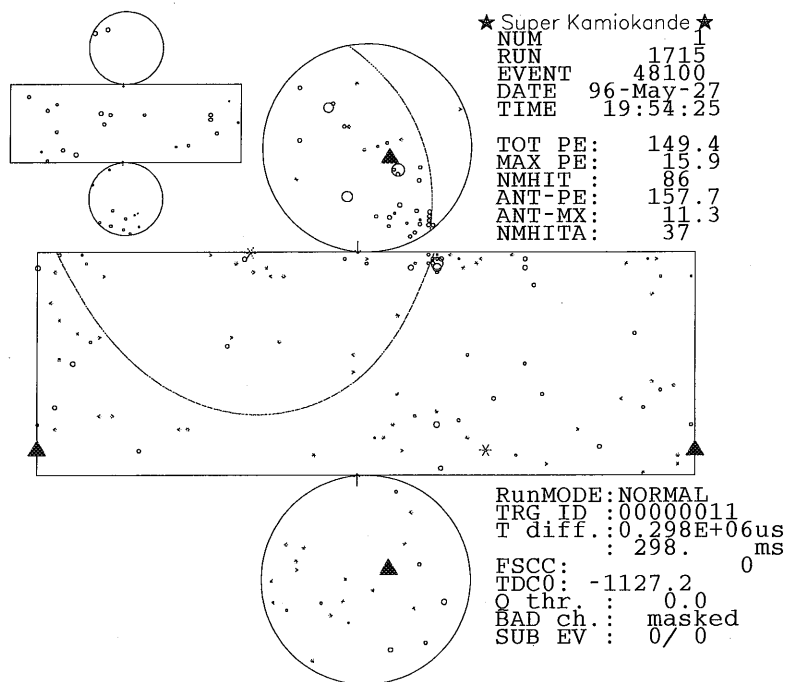 ★ Super Kamiokande ★
NUM 1
RUN 1715
EVENT 48100
DATE 96-May-27
TIME 19:54:25
TOT PE: 149.4
MAX PE: 15.9
NMHIT : 86
ANT-PE: 157.7
ANT-MX: 11.3
NMHITA: 37
RunMODE:NORMAL
TRG ID :00000011
T diff.:0.298E+06us
: 298. ms
FSCC: 0
TDC0: -1127.2
Q thr. : 0.0
BAD ch.: masked
SUB EV : 0/ 0